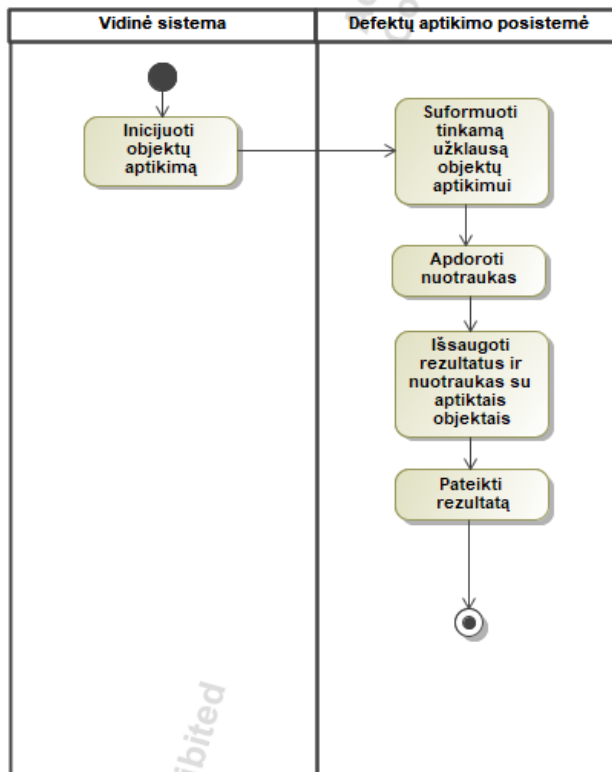 Vidinė sistema
Defektų aptikimo posistemė
Inicijuoti
objektų
aptikimą
Suformuoti
tinkamą
užklausą
objektų
aptikimui
Apdoroti
nuotraukas
Išsaugoti
rezultatus ir
nuotraukas su
aptiktais
objektais
Pateikti
rezultatą